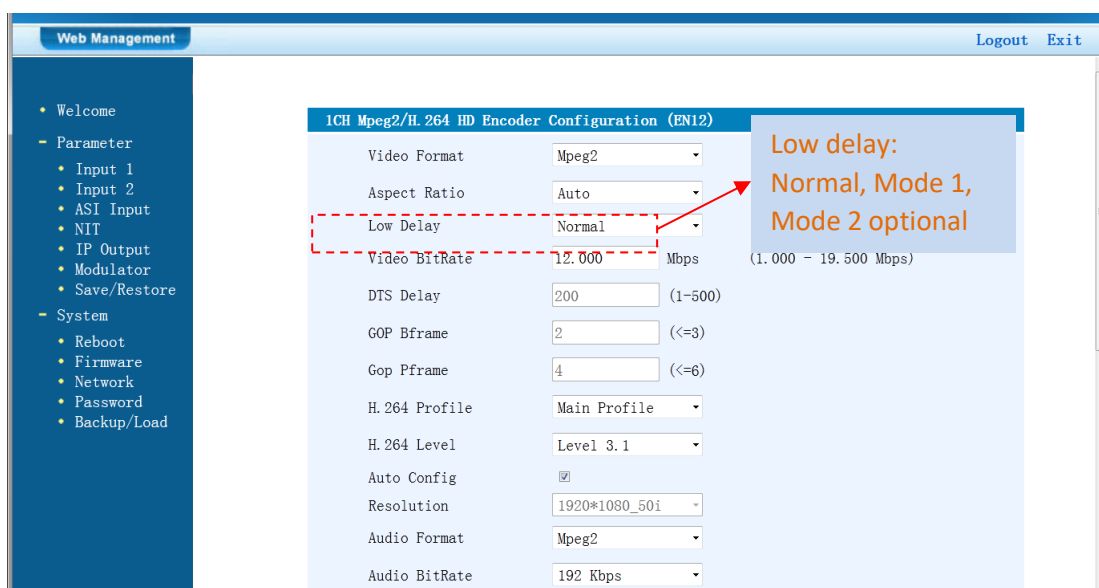 Web Management
Logout Exit
Welcome
Parameter
Input 1
Input 2
ASI Input
NIT
IP Output
Modulator
Save/Restore
System
Reboot
Firmware
Network
Password
Backup/Load
1CH Mpeg2/H.264 HD Encoder Configuration (EN12)
Video Format Mpeg2
Aspect Ratio Auto
Low Delay Normal
Video BitRate 12.000 Mbps (1.000 - 19.500 Mbps)
DTS Delay 200 (1-500)
GOP Bframe 2 (<=3)
Gop Pframe 4 (<=6)
H.264 Profile Main Profile
H.264 Level Level 3.1
Auto Config
Resolution 1920*1080_50i
Audio Format Mpeg2
Audio BitRate 192 Kbps
Low delay:
Normal, Mode 1,
Mode 2 optional